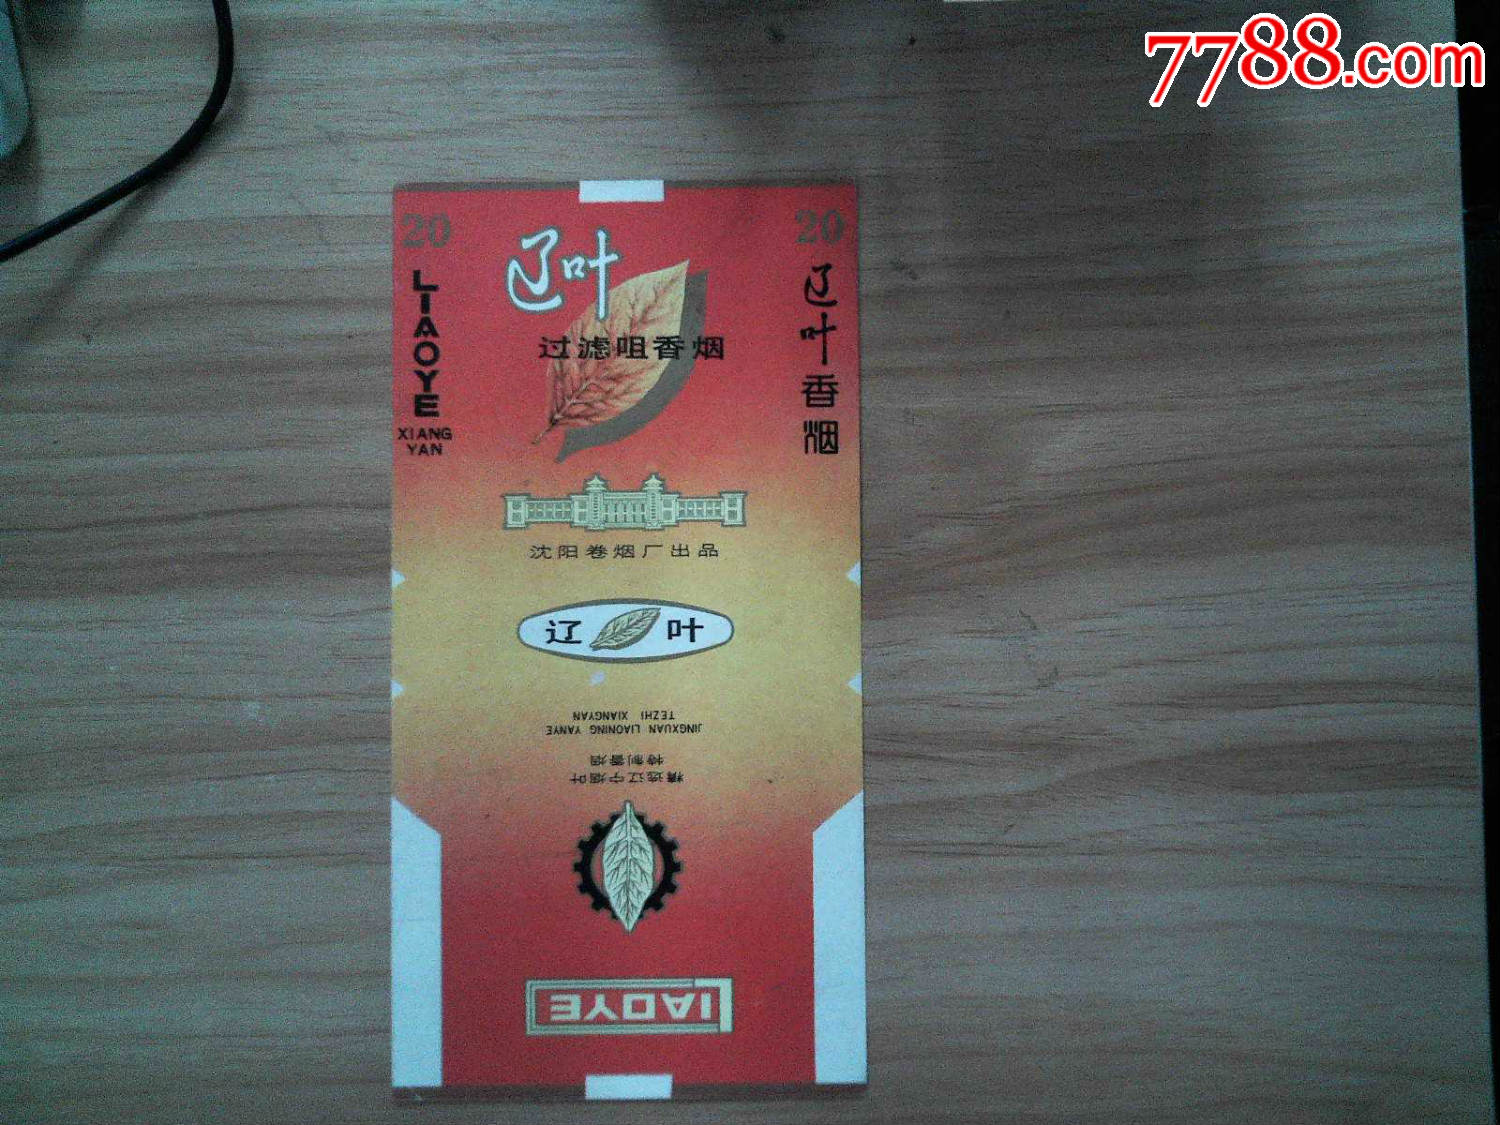 7788.com
20
LIAOYE
XIANG
YAN
20
辽叶香烟
辽叶
过滤咀香烟
沈阳卷烟厂出品
辽叶
TEZHI XIANGYAN
JINGXUAN LIAONING YANYE
特制香烟
精选辽宁烟叶
LIAOYE